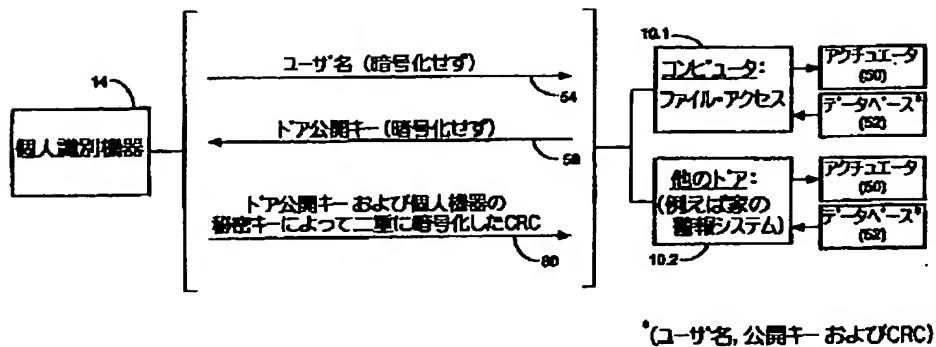 14
個人識別機器
ユーザ名 (暗号化せず)
54
ドア公開キー (暗号化せず)
58
ドア公開キーおよび個人機器の
秘密キーによって二重に暗号化したCRC
60
10.1
コンピュータ:
ファイル・アクセス
アクチュエータ
(50)
データベース*
(52)
他のドア:
(例えば家の
警報システム)
10.2
アクチュエータ
(50)
データベース*
(52)
*(ユーザ名, 公開キーおよびCRC)